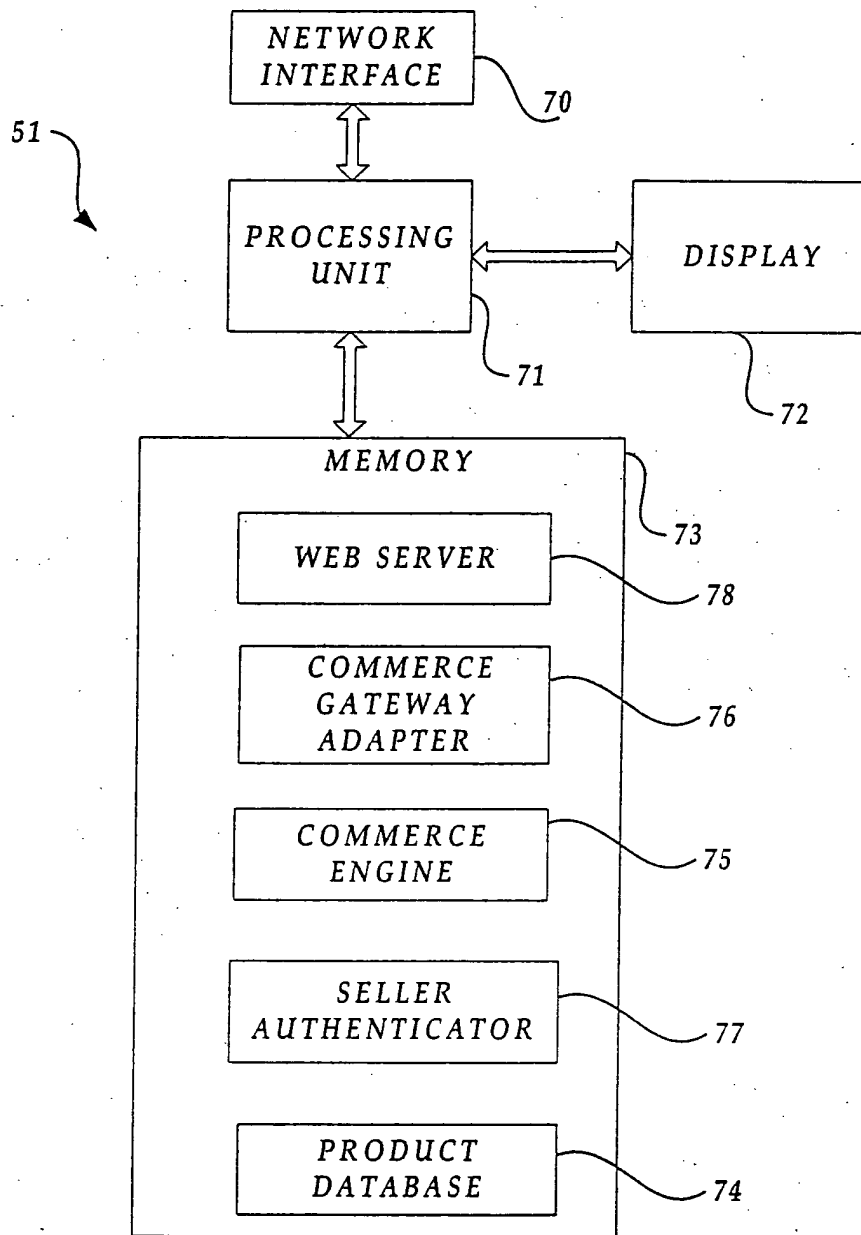 NETWORK
INTERFACE
70
51
PROCESSING
UNIT
DISPLAY
71
72
MEMORY
73
WEB SERVER
78
COMMERCE
GATEWAY
ADAPTER
76
COMMERCE
ENGINE
75
SELLER
AUTHENTICATOR
77
PRODUCT
DATABASE
74